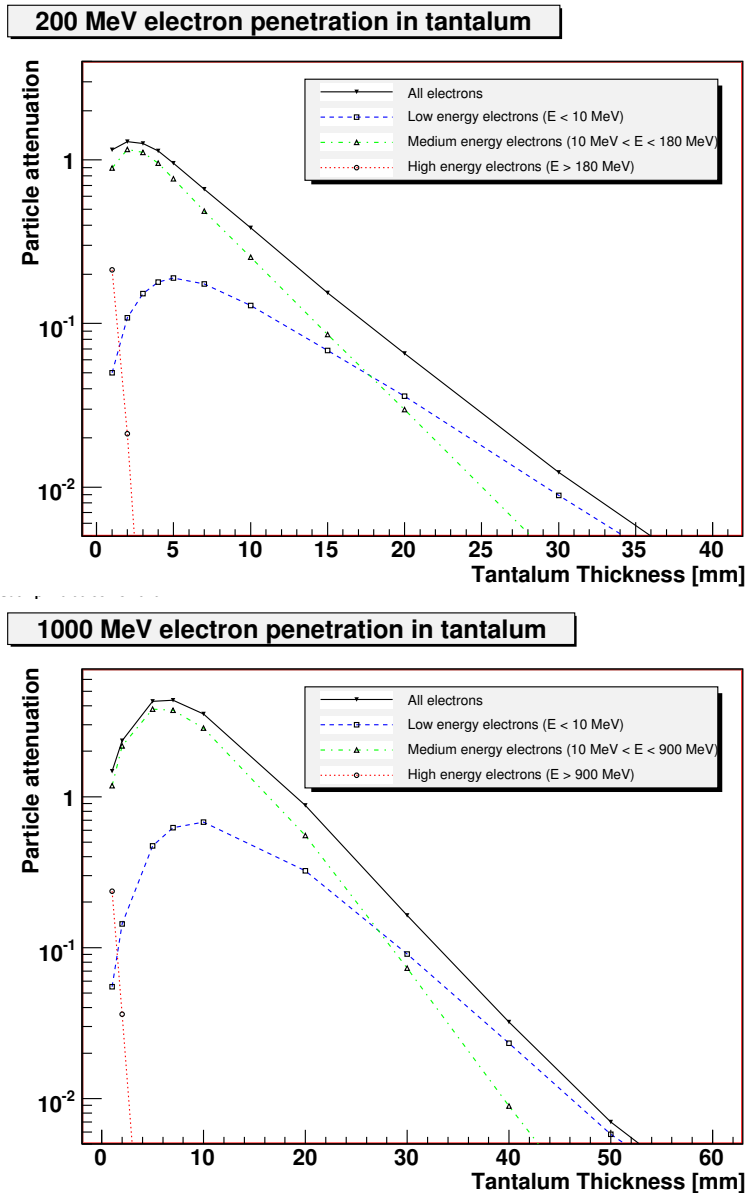 200 MeV electron penetration in tantalum
Particle attenuation
All electrons
Low energy electrons (E < 10 MeV)
Medium energy electrons (10 MeV < E < 180 MeV)
High energy electrons (E > 180 MeV)
1
10-1
10-2
0 5 10 15 20 25 30 35 40
Tantalum Thickness [mm]
1000 MeV electron penetration in tantalum
Particle attenuation
All electrons
Low energy electrons (E < 10 MeV)
Medium energy electrons (10 MeV < E < 900 MeV)
High energy electrons (E > 900 MeV)
1
10-1
10-2
0 10 20 30 40 50 60
Tantalum Thickness [mm]